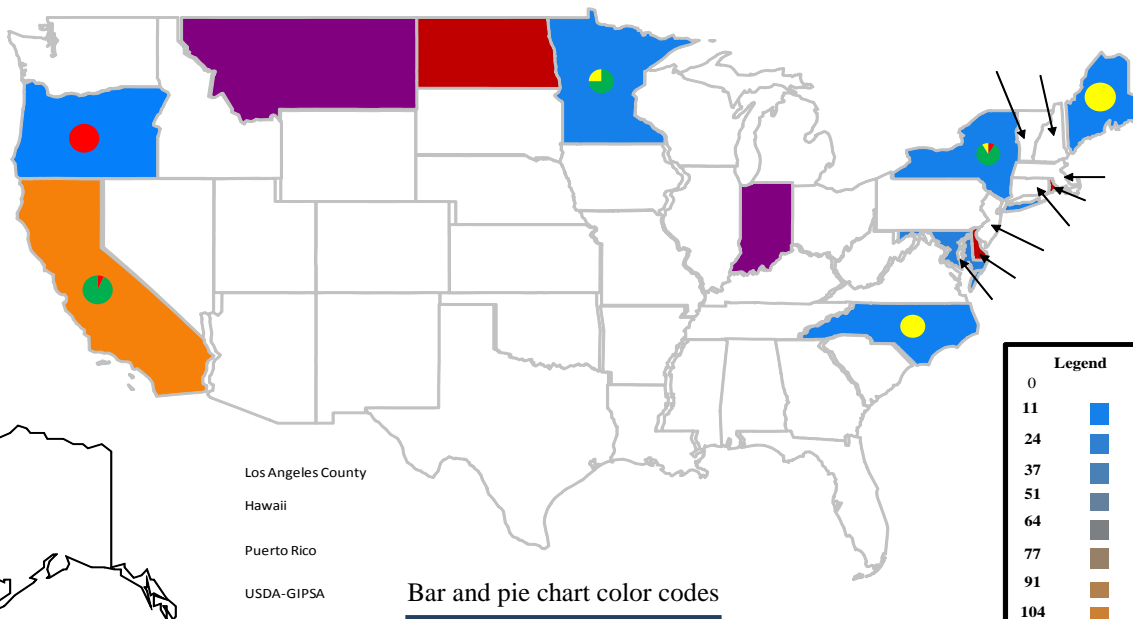 Legend
0
11
24
37
51
64
77
91
104
Los Angeles County
Hawaii
Puerto Rico
USDA-GIPSA
Bar and pie chart color codes